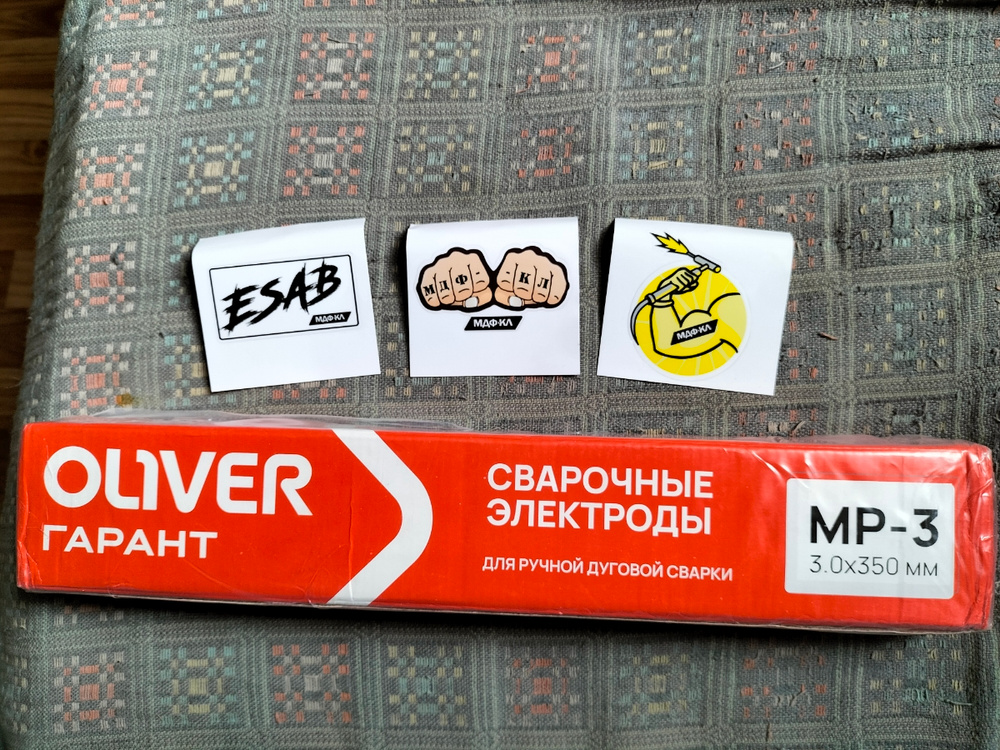 ESAB
МДФ•КЛ
МДФ КЛ
МДФ•КЛ
МДФ•КЛ
OLIVER
ГАРАНТ
СВАРОЧНЫЕ
ЭЛЕКТРОДЫ
ДЛЯ РУЧНОЙ ДУГОВОЙ СВАРКИ
МР-3
3.0х350 ММ